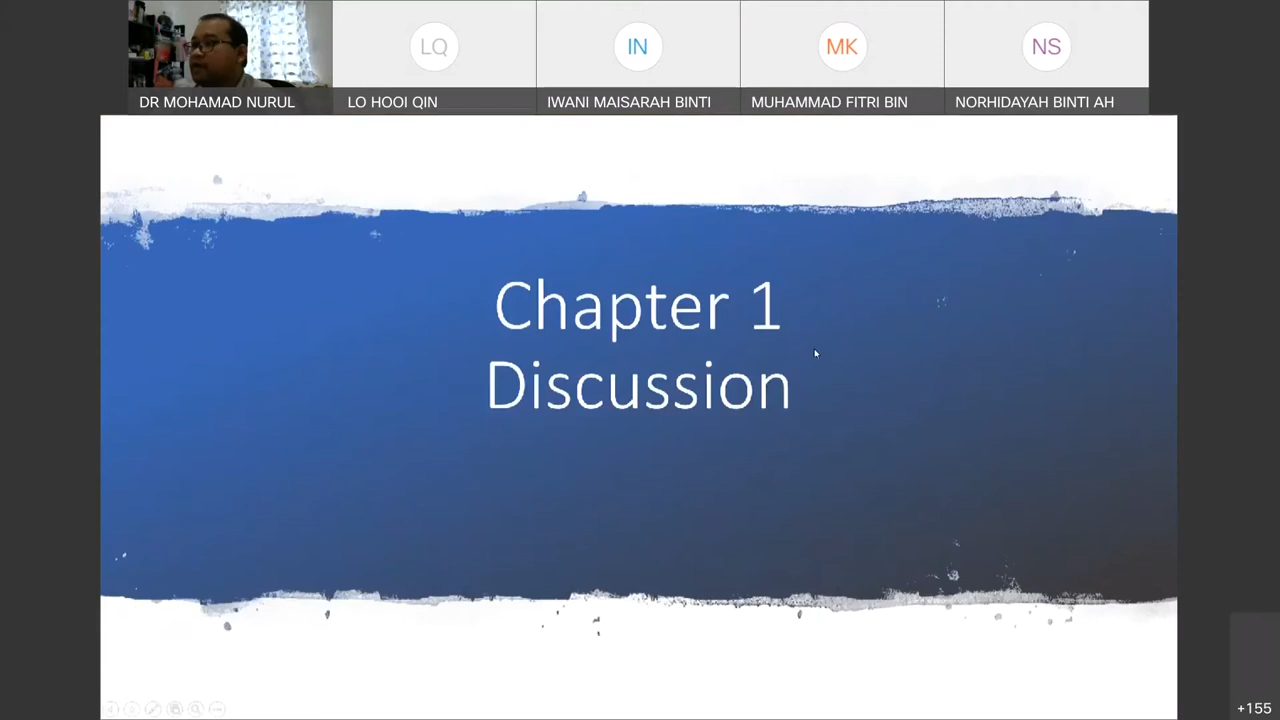 LQ
IN
MK
NS
DR MOHAMAD NURUL
LO HOOI QIN
IWANI MAISARAH BINTI
MUHAMMAD FITRI BIN
NORHIDAYAH BINTI AH
Chapter 1
Discussion
+155